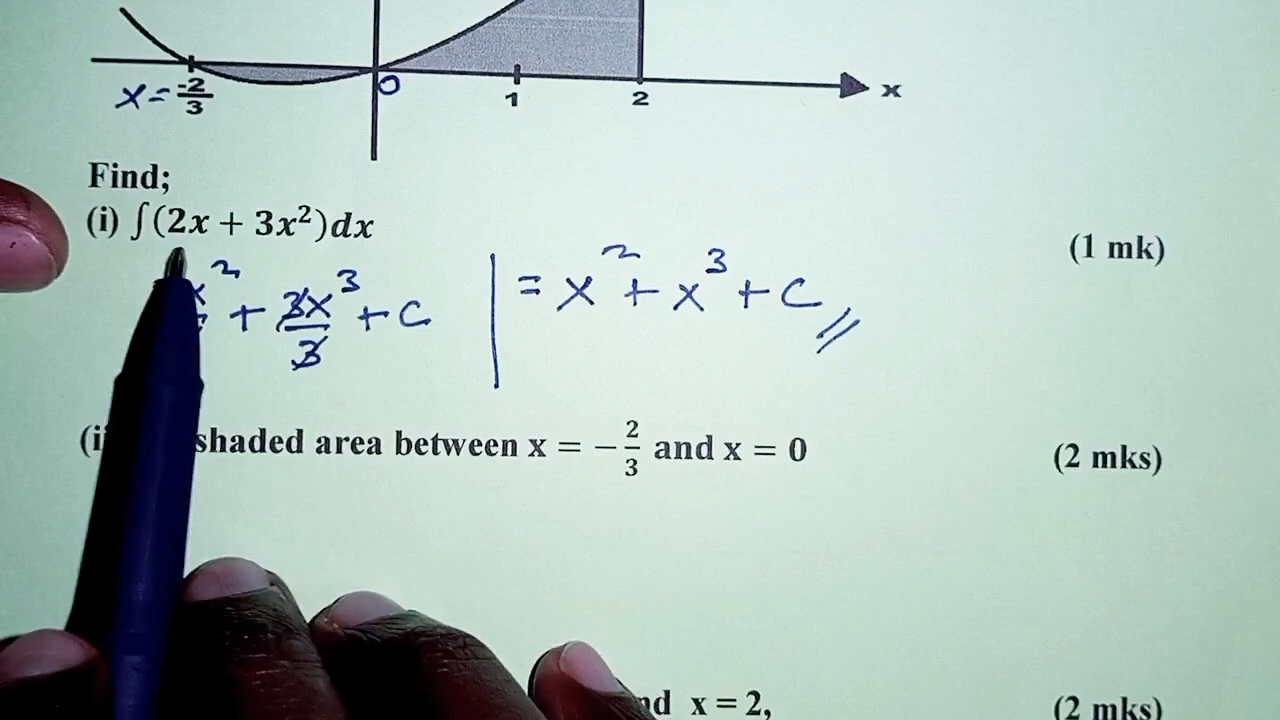 x = -2/3
0
1
2
x
Find;
(i) ∫(2x + 3x²)dx
(1 mk)
x² + 3x³/3 + c
= x² + x³ + c
shaded area between x = −2/3 and x = 0
(2 mks)
x = 2,
(2 mks)